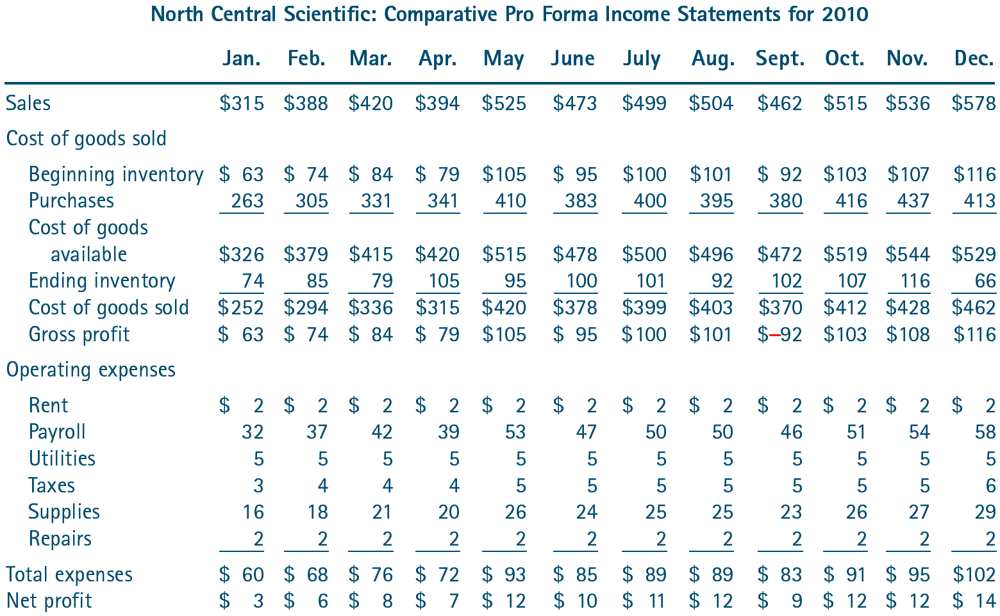 North Central Scientific: Comparative Pro Forma Income Statements for 2010
Jan. Feb. Mar. Apr. May June July Aug. Sept. Oct. Nov. Dec.
Sales $315 $388 $420 $394 $525 $473 $499 $504 $462 $515 $536 $578
Cost of goods sold
Beginning inventory $ 63 $ 74 $ 84 $ 79 $105 $ 95 $100 $101 $ 92 $103 $107 $116
Purchases 263 305 331 341 410 383 400 395 380 416 437 413
Cost of goods
available $326 $379 $415 $420 $515 $478 $500 $496 $472 $519 $544 $529
Ending inventory 74 85 79 105 95 100 101 92 102 107 116 66
Cost of goods sold $252 $294 $336 $315 $420 $378 $399 $403 $370 $412 $428 $462
Gross profit $ 63 $ 74 $ 84 $ 79 $105 $ 95 $100 $101 $–92 $103 $108 $116
Operating expenses
Rent $ 2 $ 2 $ 2 $ 2 $ 2 $ 2 $ 2 $ 2 $ 2 $ 2 $ 2 $ 2
Payroll 32 37 42 39 53 47 50 50 46 51 54 58
Utilities 5 5 5 5 5 5 5 5 5 5 5 5
Taxes 3 4 4 4 5 5 5 5 5 5 5 6
Supplies 16 18 21 20 26 24 25 25 23 26 27 29
Repairs 2 2 2 2 2 2 2 2 2 2 2 2
Total expenses $ 60 $ 68 $ 76 $ 72 $ 93 $ 85 $ 89 $ 89 $ 83 $ 91 $ 95 $102
Net profit $ 3 $ 6 $ 8 $ 7 $ 12 $ 10 $ 11 $ 12 $ 9 $ 12 $ 12 $ 14